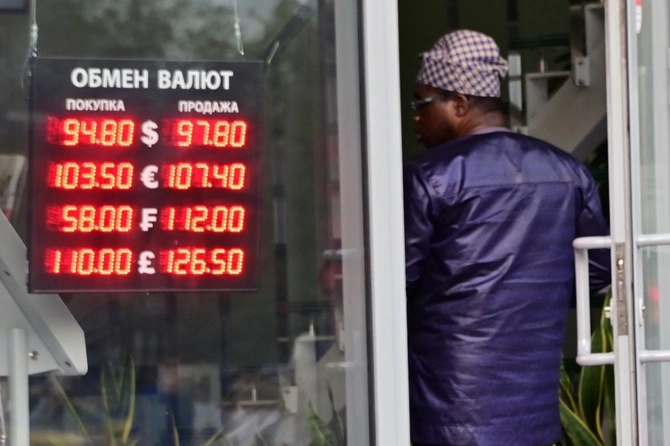 ОБМЕН ВАЛЮТ
ПОКУПКА ПРОДАЖА
94.80 $ 97.80
103.50 € 107.40
58.00 ₣ 112.00
110.00 £ 126.50